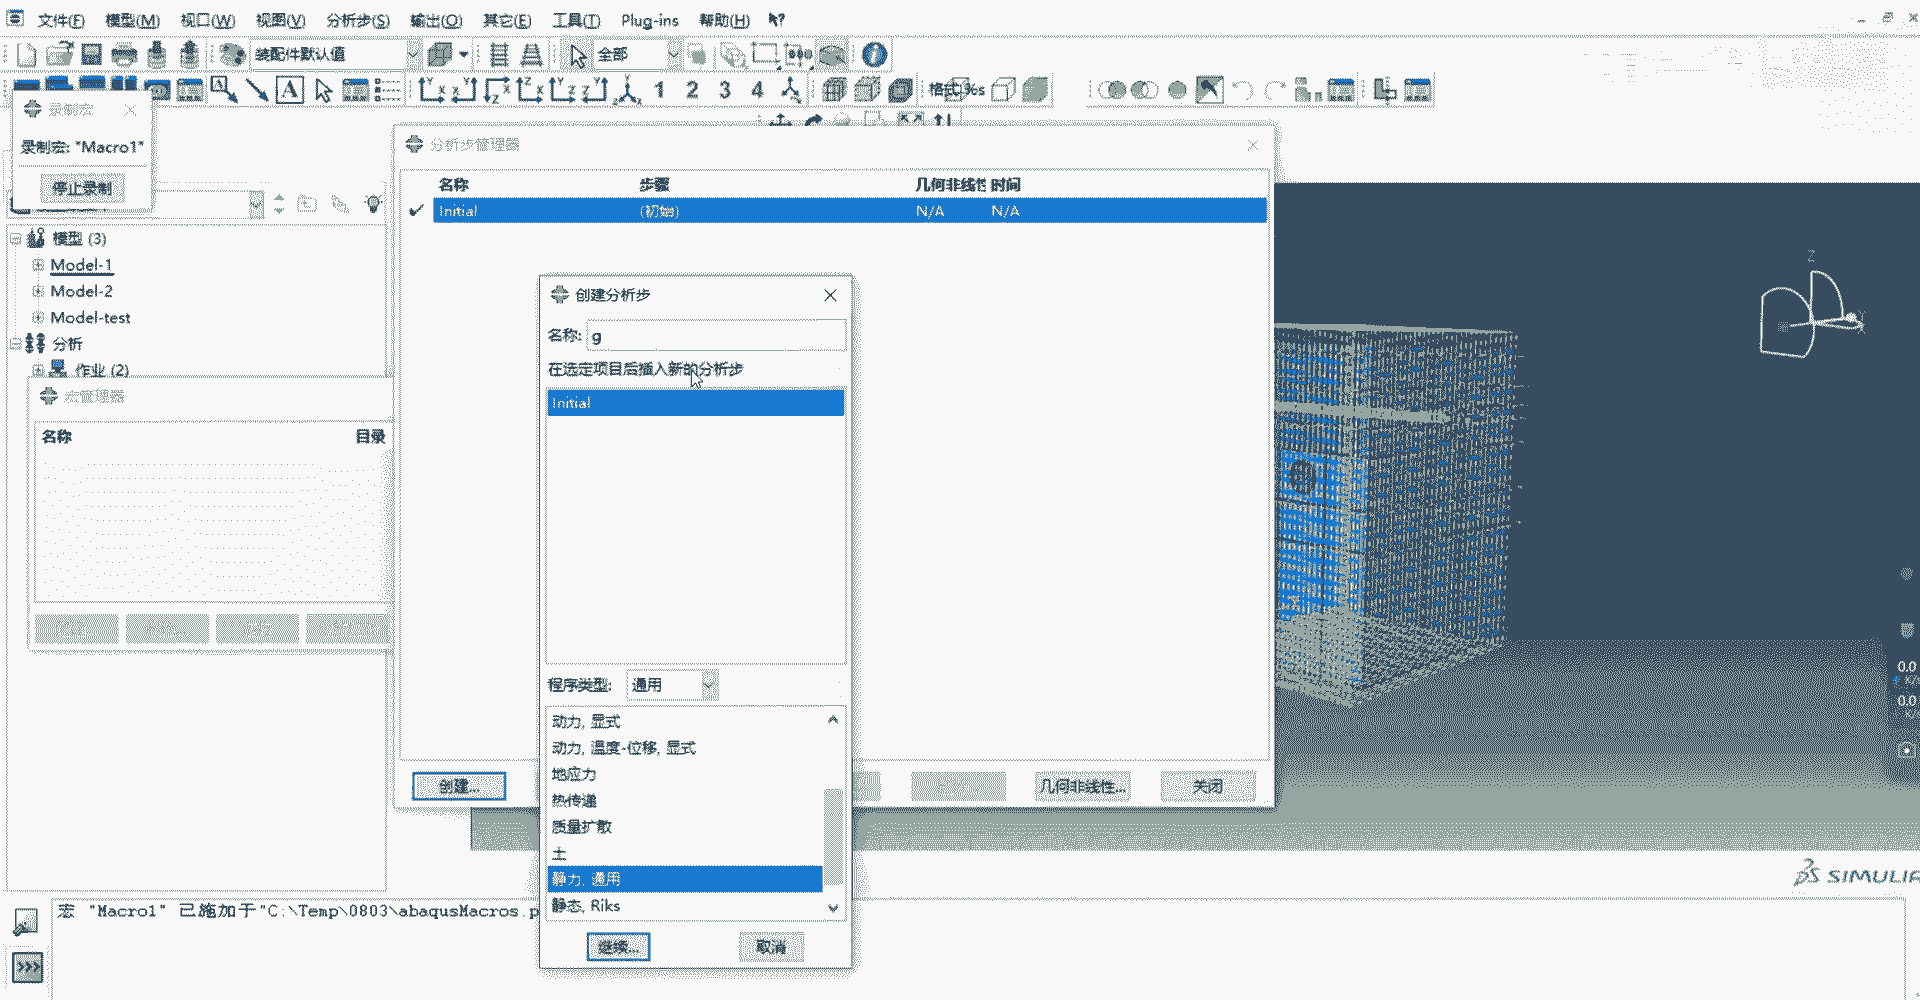 文件(F) 模型(M) 视口(W) 视图(V) 分析步(S) 输出(O) 其它(E) 工具(T) Plug-ins 帮助(H)
装配件默认值 全部
1 2 3 4 格式 %s
录制宏
录制宏: "Macro1"
停止录制
模型 (3)
Model-1
Model-2
Model-test
分析
作业 (2)
宏管理器
名称 目录
分析步管理器
名称 步骤 几何非线性 时间
Initial (初始) N/A N/A
创建... 几何非线性... 关闭
创建分析步
名称: g
在选定项目后插入新的分析步
Initial
程序类型: 通用
动力, 显式
动力, 温度-位移, 显式
地应力
热传递
质量扩散
土
静力, 通用
静态, Riks
继续... 取消
Z
0.0
0.0
SIMULIA
宏 "Macro1" 已施加于"C:\Temp\0803\abaqusMacros.p
>>>